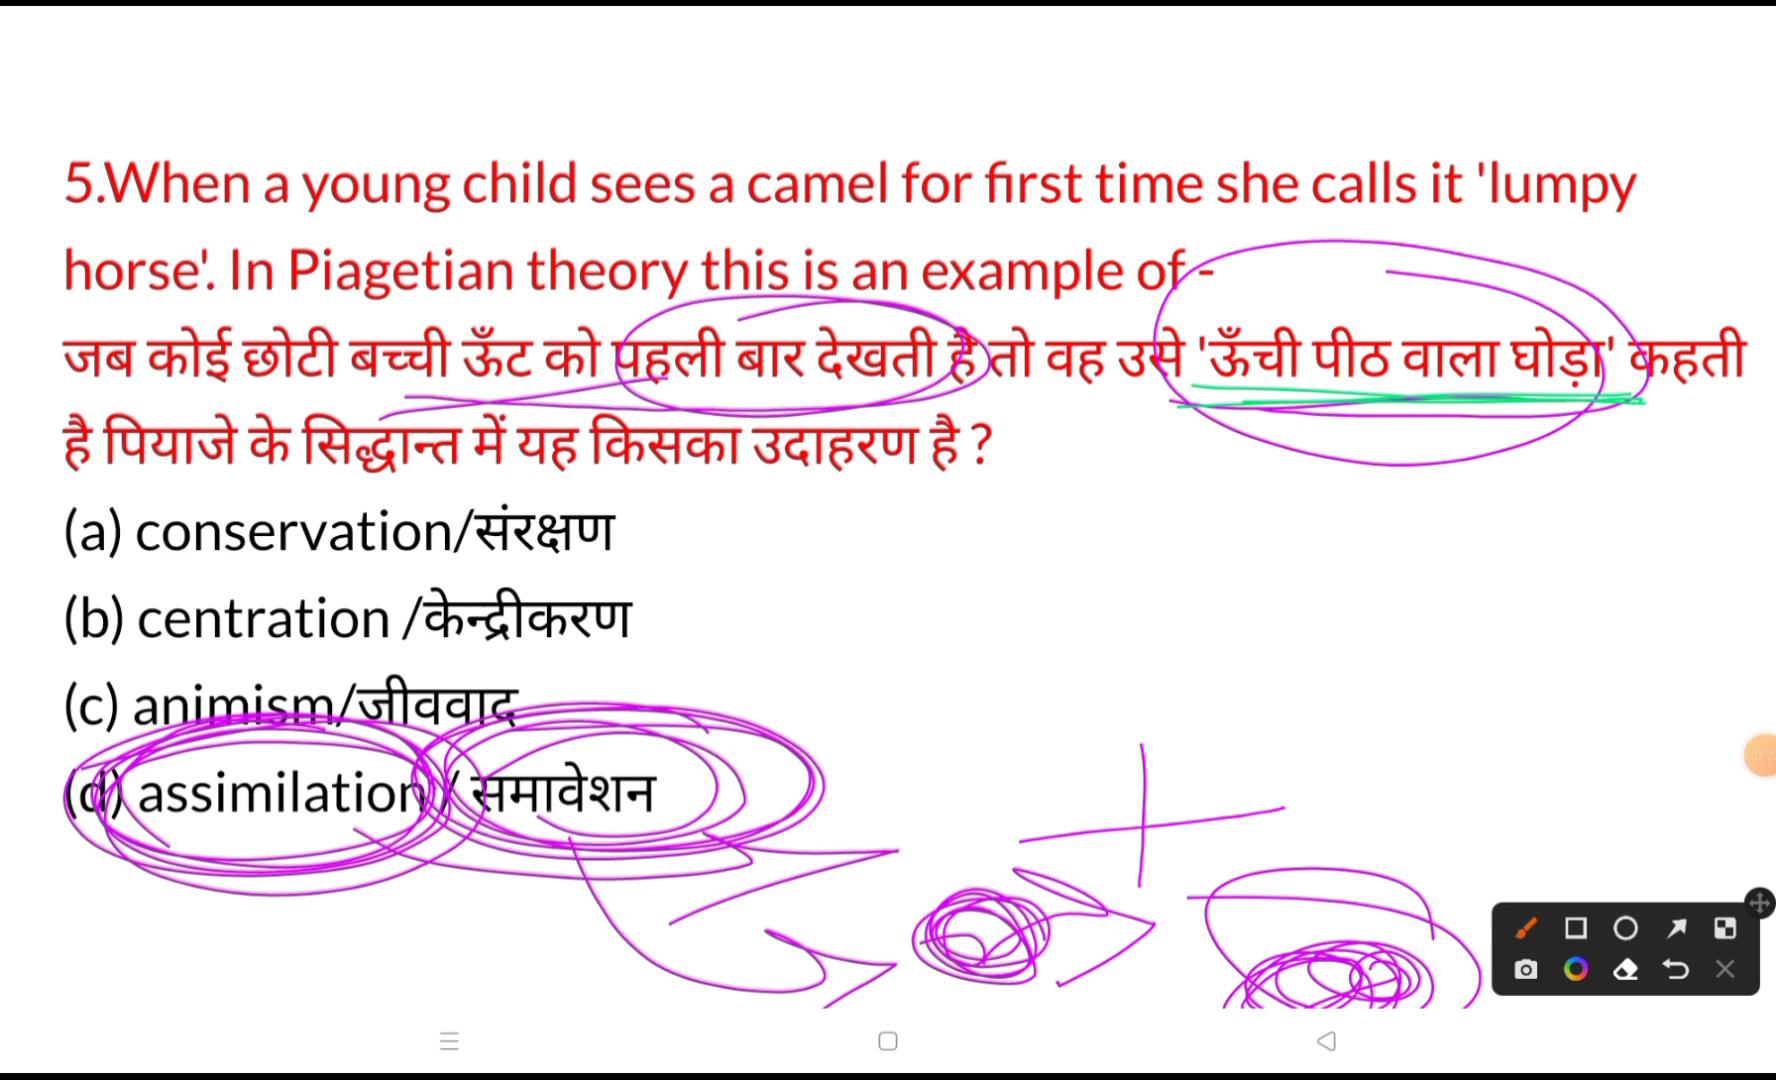 5.When a young child sees a camel for first time she calls it 'lumpy
horse'. In Piagetian theory this is an example of -
जब कोई छोटी बच्ची ऊँट को पहली बार देखती है तो वह उसे 'ऊँची पीठ वाला घोड़ा' कहती
है पियाजे के सिद्धान्त में यह किसका उदाहरण है ?
(a) conservation/संरक्षण
(b) centration /केन्द्रीकरण
(c) animism/जीववाद
(d) assimilation / समावेशन